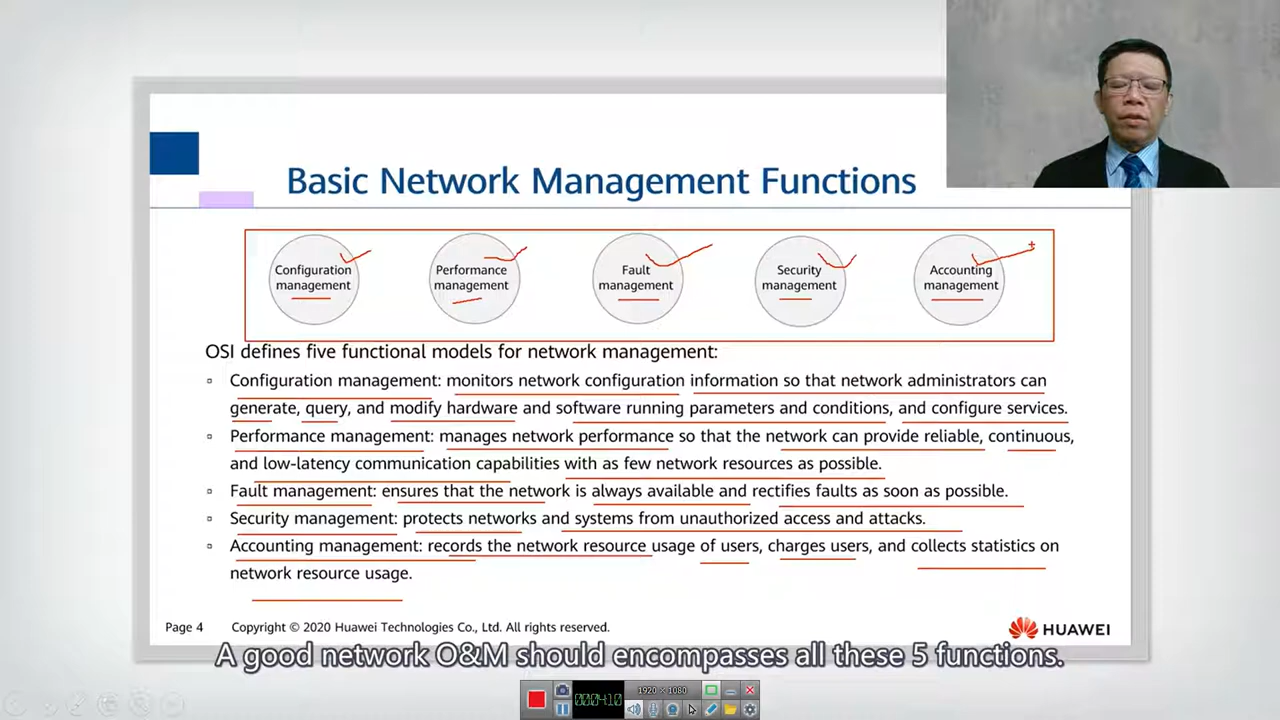 Basic Network Management Functions
Configuration
management
Performance
management
Fault
management
Security
management
Accounting
management
OSI defines five functional models for network management:
▫ Configuration management: monitors network configuration information so that network administrators can
generate, query, and modify hardware and software running parameters and conditions, and configure services.
▫ Performance management: manages network performance so that the network can provide reliable, continuous,
and low-latency communication capabilities with as few network resources as possible.
▫ Fault management: ensures that the network is always available and rectifies faults as soon as possible.
▫ Security management: protects networks and systems from unauthorized access and attacks.
▫ Accounting management: records the network resource usage of users, charges users, and collects statistics on
network resource usage.
Page 4 Copyright © 2020 Huawei Technologies Co., Ltd. All rights reserved.
HUAWEI
A good network O&M should encompasses all these 5 functions.
000410
1920 × 1080